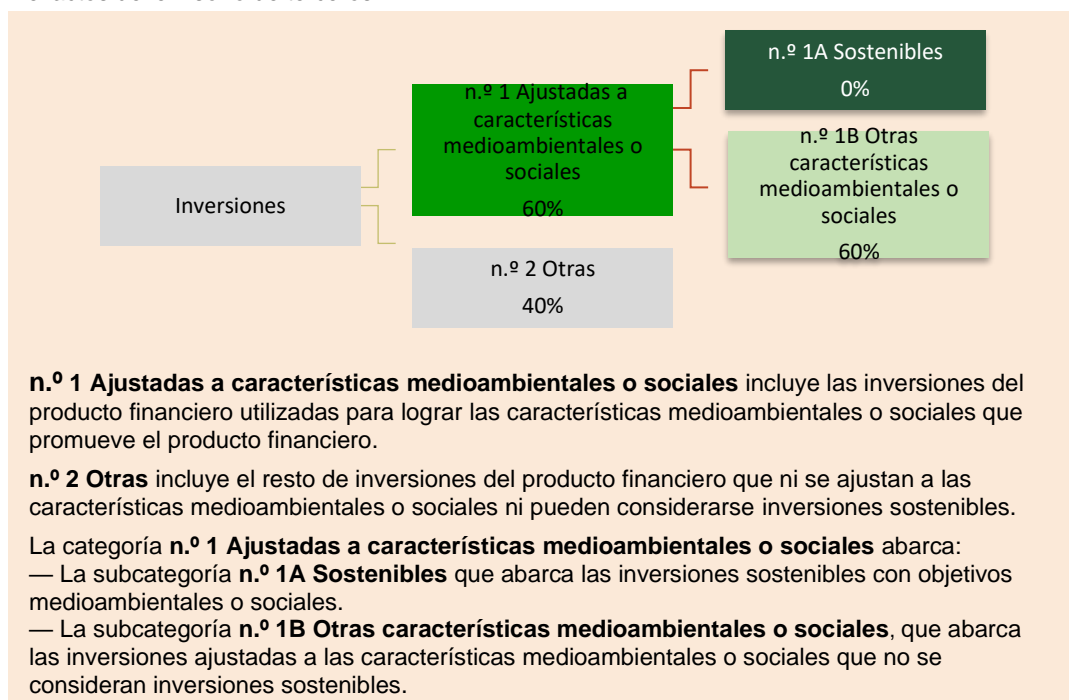 n.º 1A Sostenibles
0%
n.º 1 Ajustadas a
características
medioambientales o
sociales
60%
n.º 1B Otras
características
medioambientales o
sociales
60%
Inversiones
n.º 2 Otras
40%
n.º 1 Ajustadas a características medioambientales o sociales incluye las inversiones del
producto financiero utilizadas para lograr las características medioambientales o sociales que
promueve el producto financiero.
n.º 2 Otras incluye el resto de inversiones del producto financiero que ni se ajustan a las
características medioambientales o sociales ni pueden considerarse inversiones sostenibles.
La categoría n.º 1 Ajustadas a características medioambientales o sociales abarca:
— La subcategoría n.º 1A Sostenibles que abarca las inversiones sostenibles con objetivos
medioambientales o sociales.
— La subcategoría n.º 1B Otras características medioambientales o sociales, que abarca
las inversiones ajustadas a las características medioambientales o sociales que no se
consideran inversiones sostenibles.